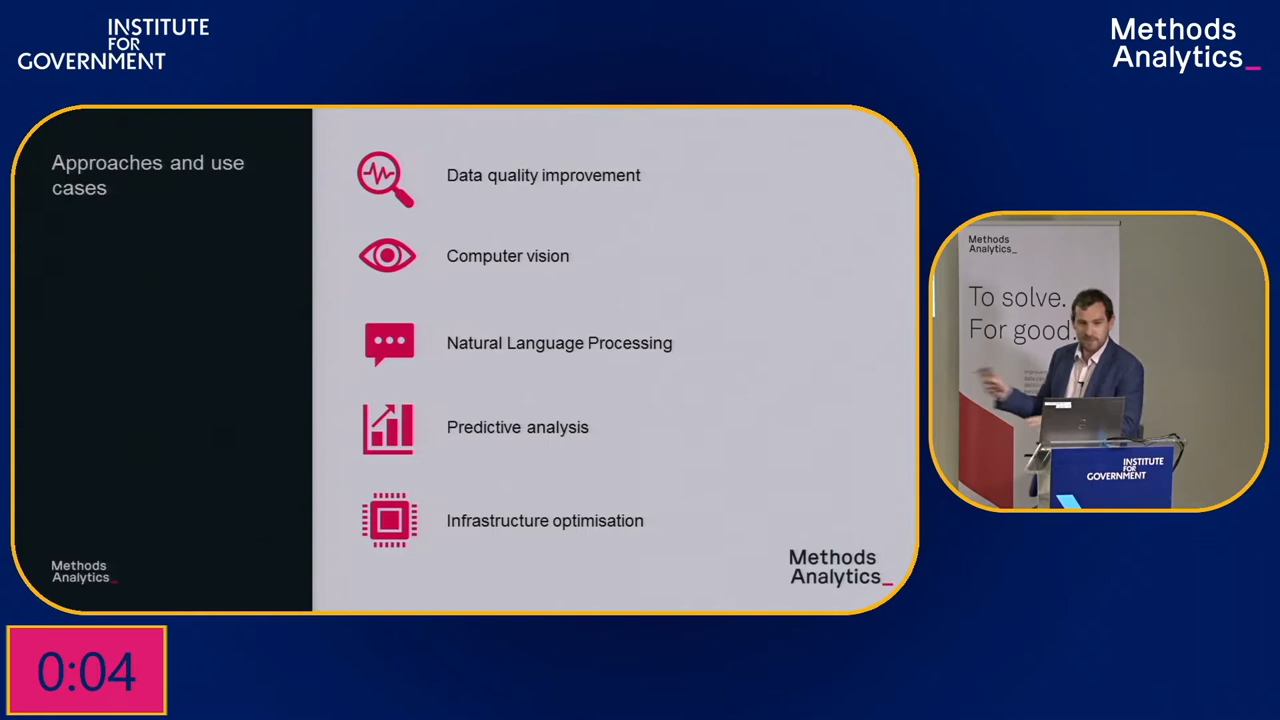 INSTITUTE
FOR
GOVERNMENT
Methods
Analytics_
Approaches and use
cases
Data quality improvement
Computer vision
Natural Language Processing
Predictive analysis
Infrastructure optimisation
Methods
Analytics_
Methods
Analytics_
Methods
Analytics_
To solve.
For good.
INSTITUTE
FOR
GOVERNMENT
0:04